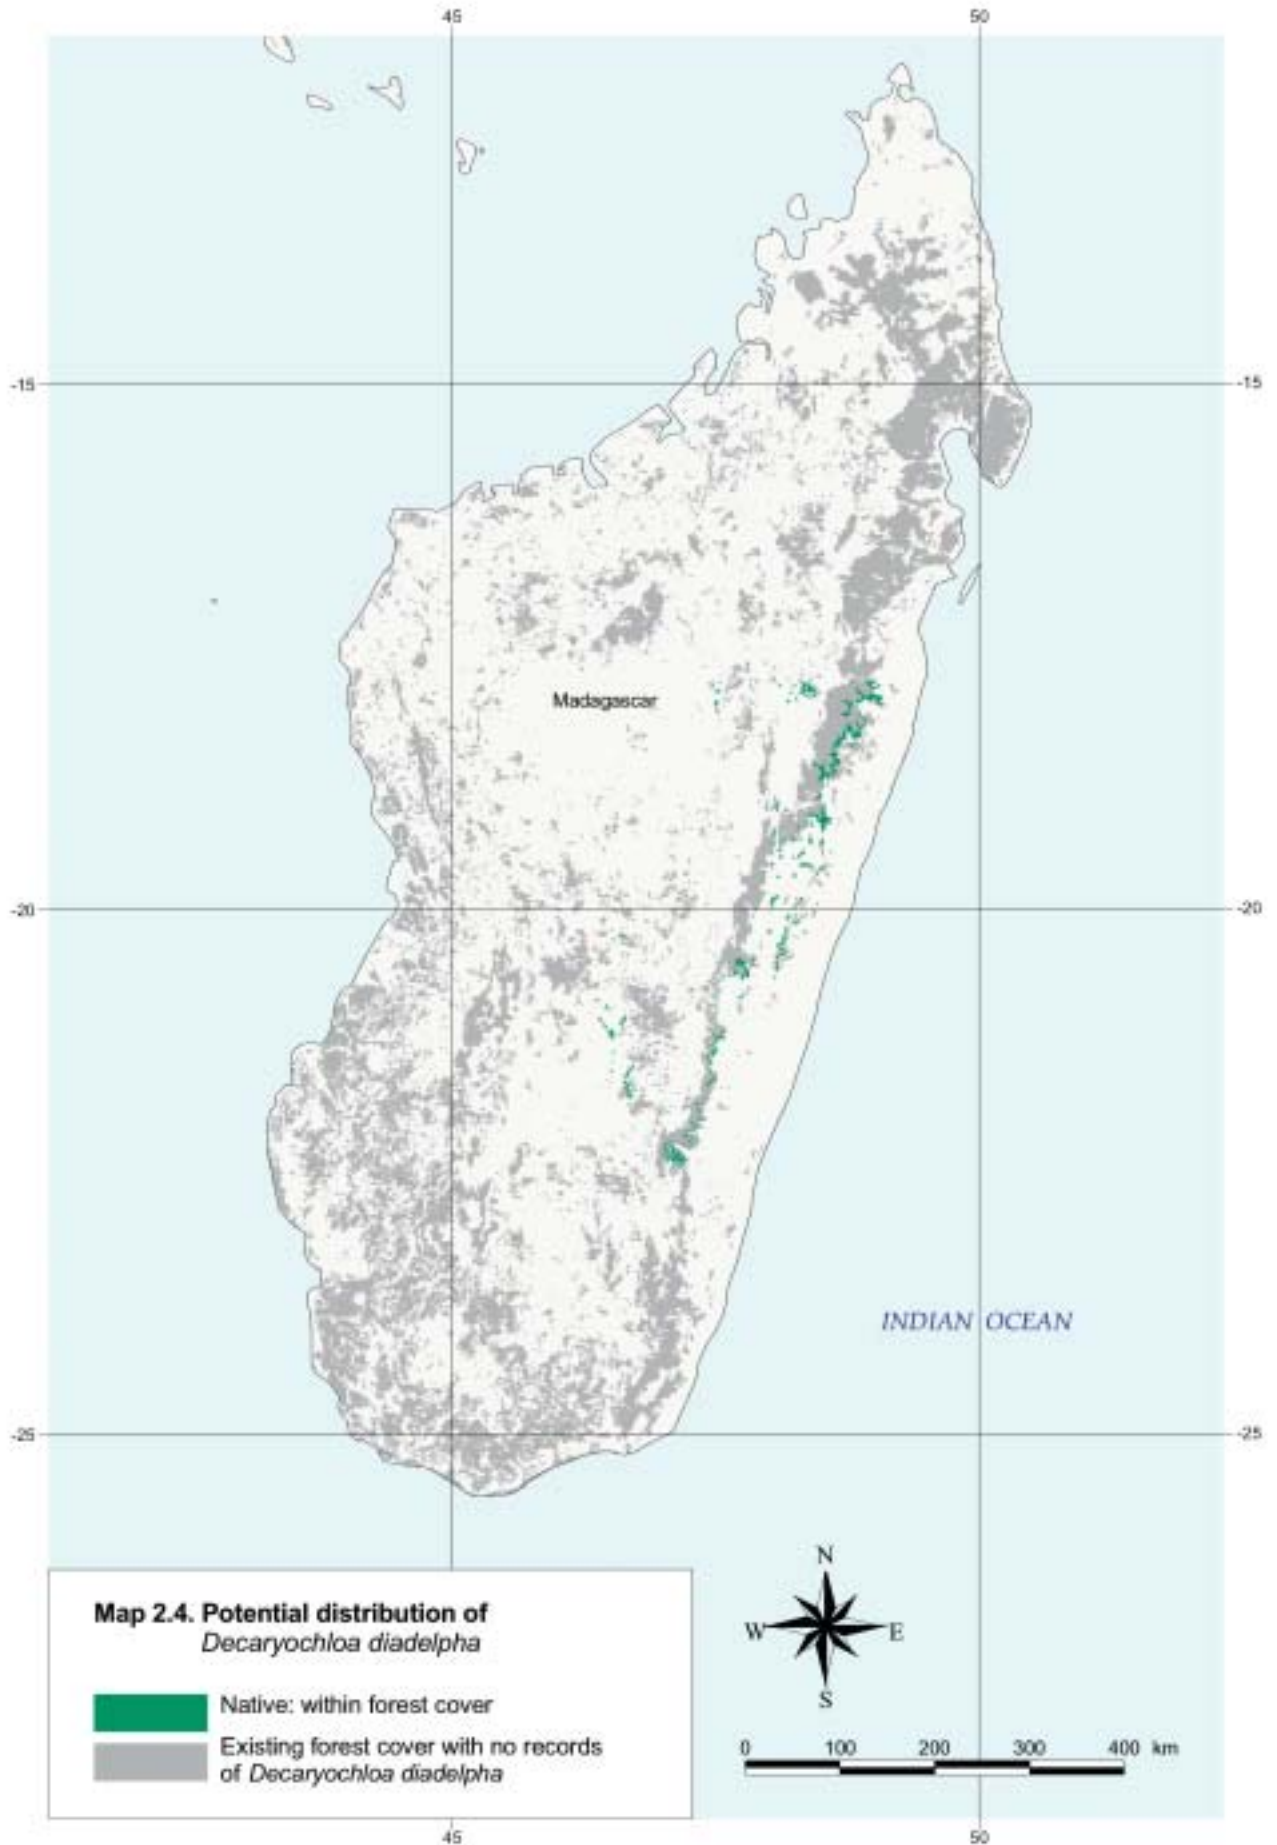 45 50
-15 -15
Madagascar
-20 -20
INDIAN OCEAN
-25 -25
Map 2.4. Potential distribution of
Decaryochloa diadelpha
Native: within forest cover
Existing forest cover with no records
of Decaryochloa diadelpha
N
W E
S
0 100 200 300 400 km
45 50